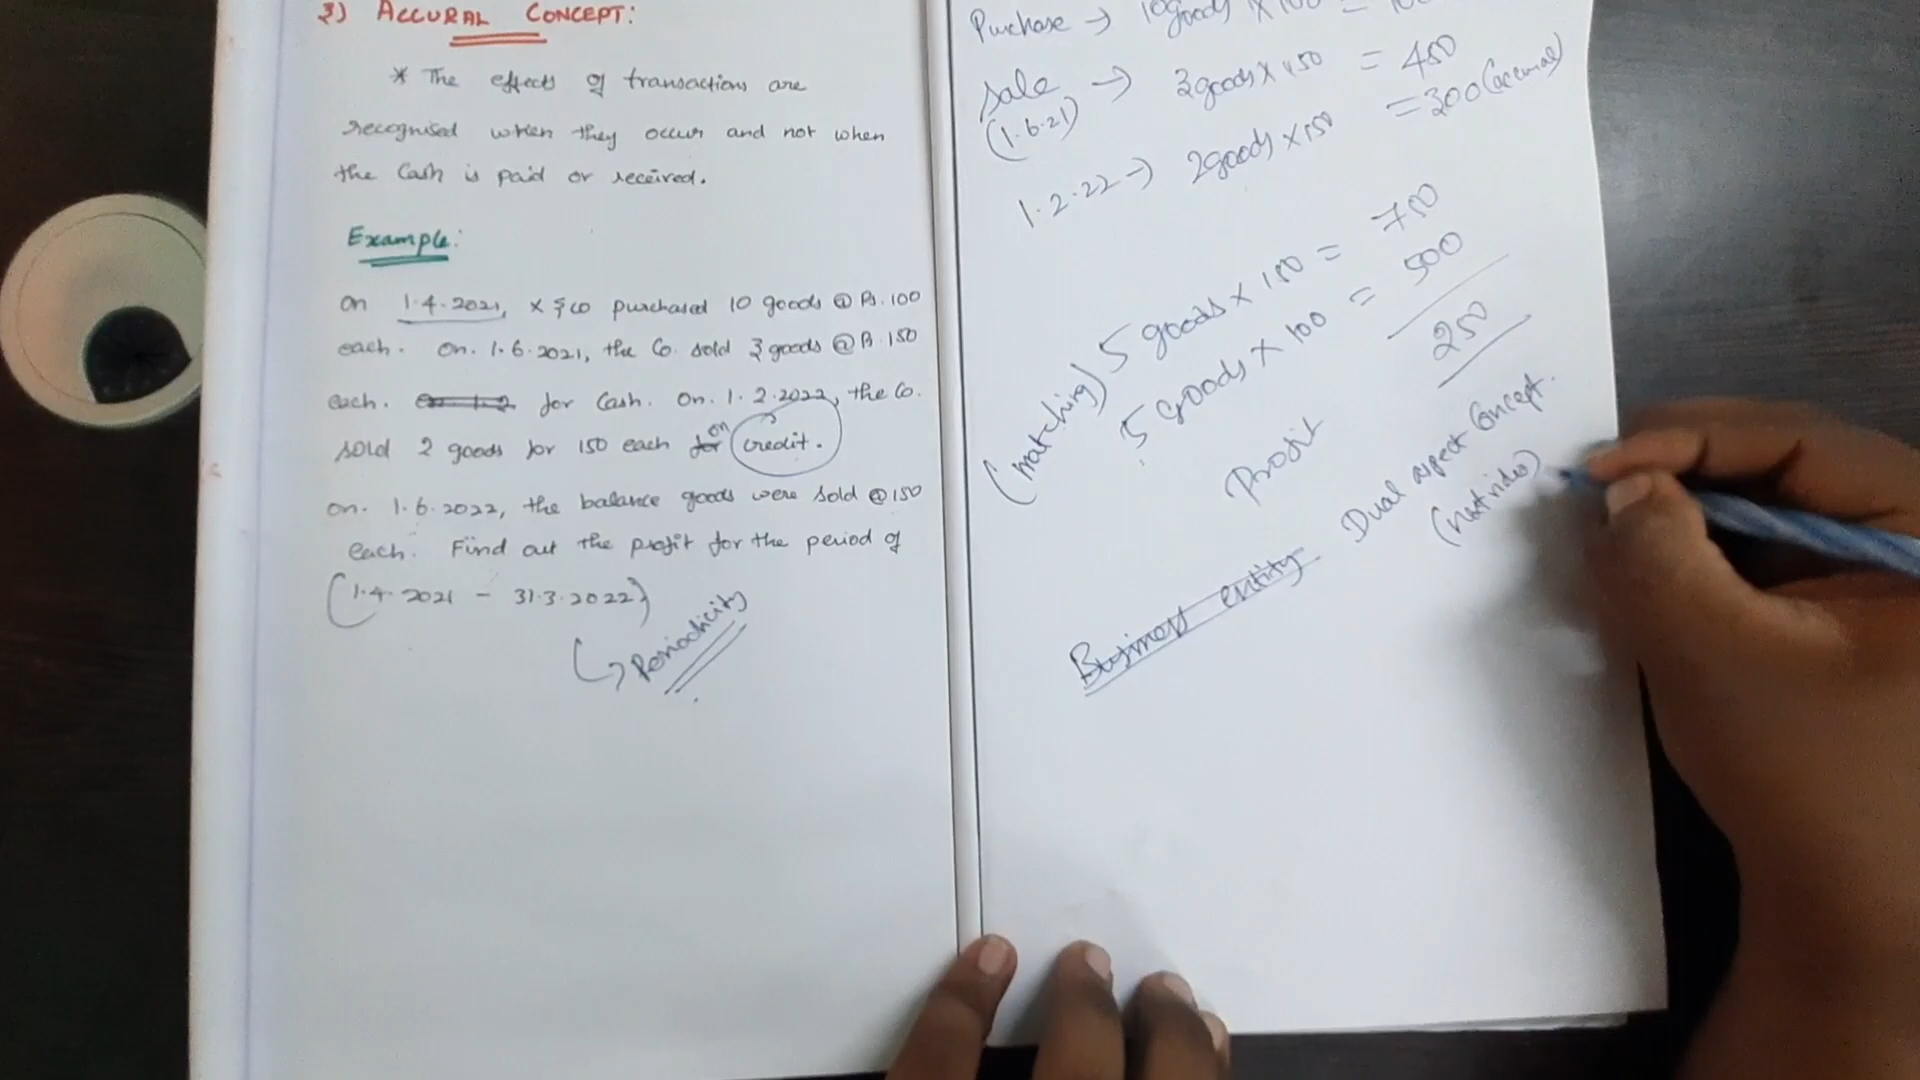 3) ACCURAL CONCEPT:
* The effects of transactions are
recognised when they occur and not when
the Cash is paid or received.
Example:
On 1.4.2021, X & co purchased 10 goods @ Rs. 100
each. On. 1.6.2021, the Co. sold 3 goods @ Rs. 150
each. for Cash. On. 1.2.2022, the Co.
sold 2 goods for 150 each for on credit.
on. 1.6.2022, the balance goods were sold @ 150
each. Find out the profit for the period of
(1.4.2021 - 31.3.2022)
↳ Periodicity
Purchase → 10 goods X 100 =
Sale → 3 goods X 150 = 450
(1.6.21)
1.2.22 → 2 goods X 150 = 300 (accrual)
(matching) 5 goods X 150 = 750
5 goods X 100 = 500
Profit 250
Business entity Dual aspect Concept.